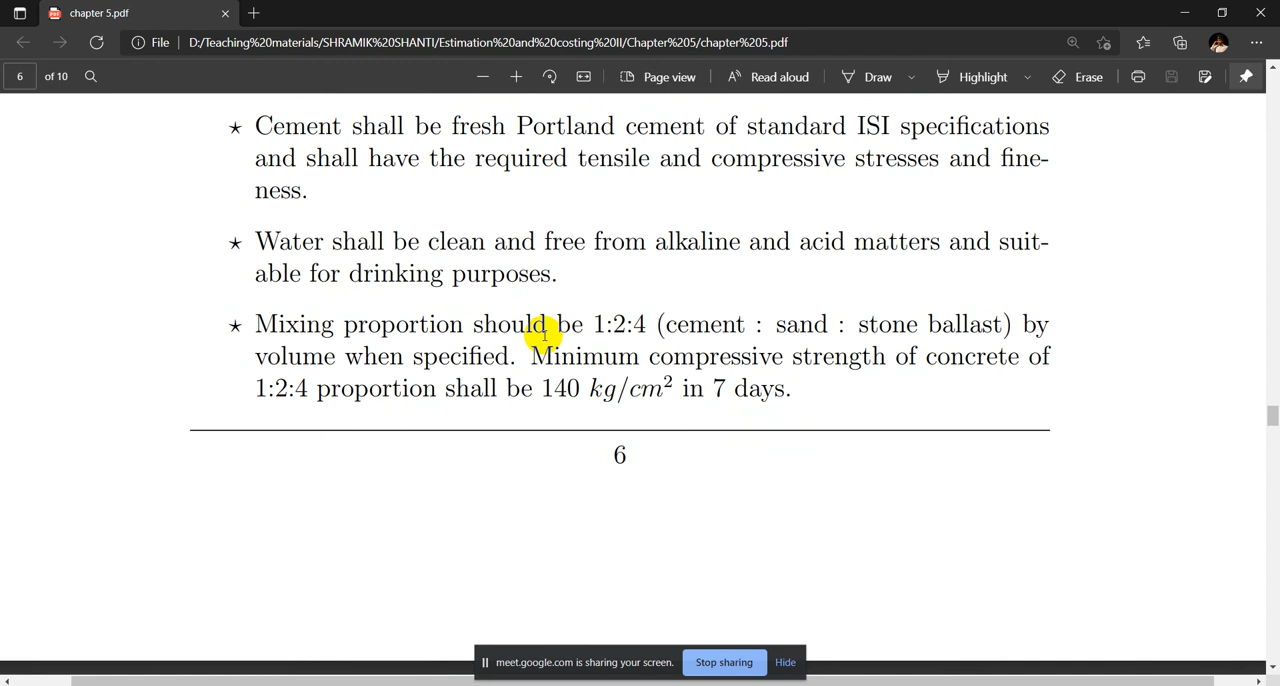 chapter 5.pdf
File D:/Teaching%20materials/SHRAMIK%20SHANTI/Estimation%20and%20costing%20II/Chapter%205/chapter%205.pdf
6 of 10 Page view Read aloud Draw Highlight Erase
⋆ Cement shall be fresh Portland cement of standard ISI specifications
and shall have the required tensile and compressive stresses and fine-
ness.
⋆ Water shall be clean and free from alkaline and acid matters and suit-
able for drinking purposes.
⋆ Mixing proportion should be 1:2:4 (cement : sand : stone ballast) by
volume when specified. Minimum compressive strength of concrete of
1:2:4 proportion shall be 140 kg/cm² in 7 days.
6
meet.google.com is sharing your screen. Stop sharing Hide